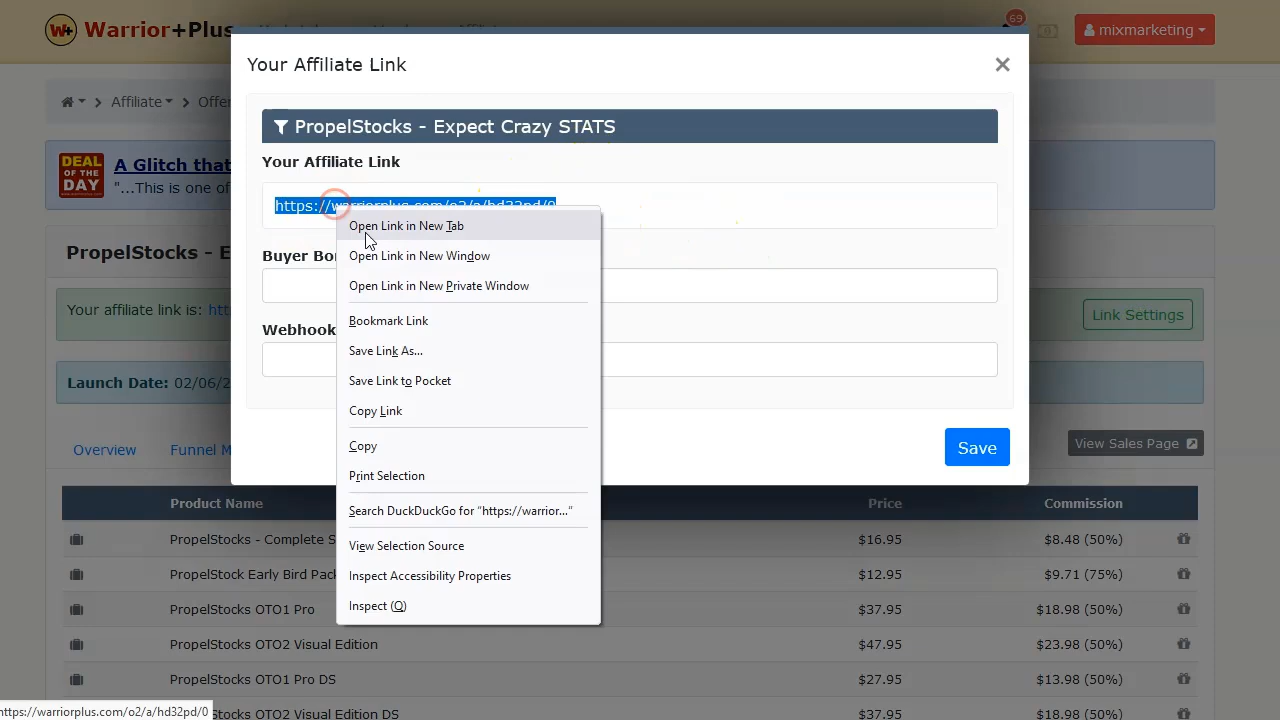 Warrior+Plus
69
mixmarketing
Your Affiliate Link
×
Affiliate
A Glitch that
DEAL OF THE DAY
"...This is one of
PropelStocks - Expect Crazy STATS
Your Affiliate Link
https://warriorplus.com/o2/a/hd32pd/0
PropelStocks - E
Your affiliate link is:
Link Settings
Launch Date: 02/06/2
Buyer Bo
Webhook
Open Link in New Tab
Open Link in New Window
Open Link in New Private Window
Bookmark Link
Save Link As...
Save Link to Pocket
Copy Link
Copy
Print Selection
Search DuckDuckGo for “https://warrior...”
View Selection Source
Inspect Accessibility Properties
Inspect (Q)
Save
Overview
Funnel
View Sales Page
Product Name Price Commission
PropelStocks - Complete S $16.95 $8.48 (50%)
PropelStock Early Bird Pack $12.95 $9.71 (75%)
PropelStocks OTO1 Pro $37.95 $18.98 (50%)
PropelStocks OTO2 Visual Edition $47.95 $23.98 (50%)
PropelStocks OTO1 Pro DS $27.95 $13.98 (50%)
PropelStocks OTO2 Visual Edition DS $37.95 $18.98 (50%)
https://warriorplus.com/o2/a/hd32pd/0